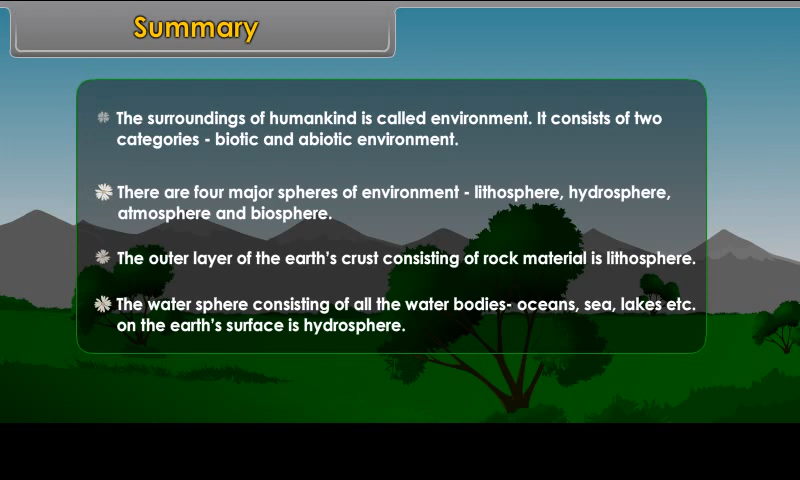 Summary
The surroundings of humankind is called environment. It consists of two
categories - biotic and abiotic environment.
There are four major spheres of environment - lithosphere, hydrosphere,
atmosphere and biosphere.
The outer layer of the earth's crust consisting of rock material is lithosphere.
The water sphere consisting of all the water bodies- oceans, sea, lakes etc.
on the earth's surface is hydrosphere.